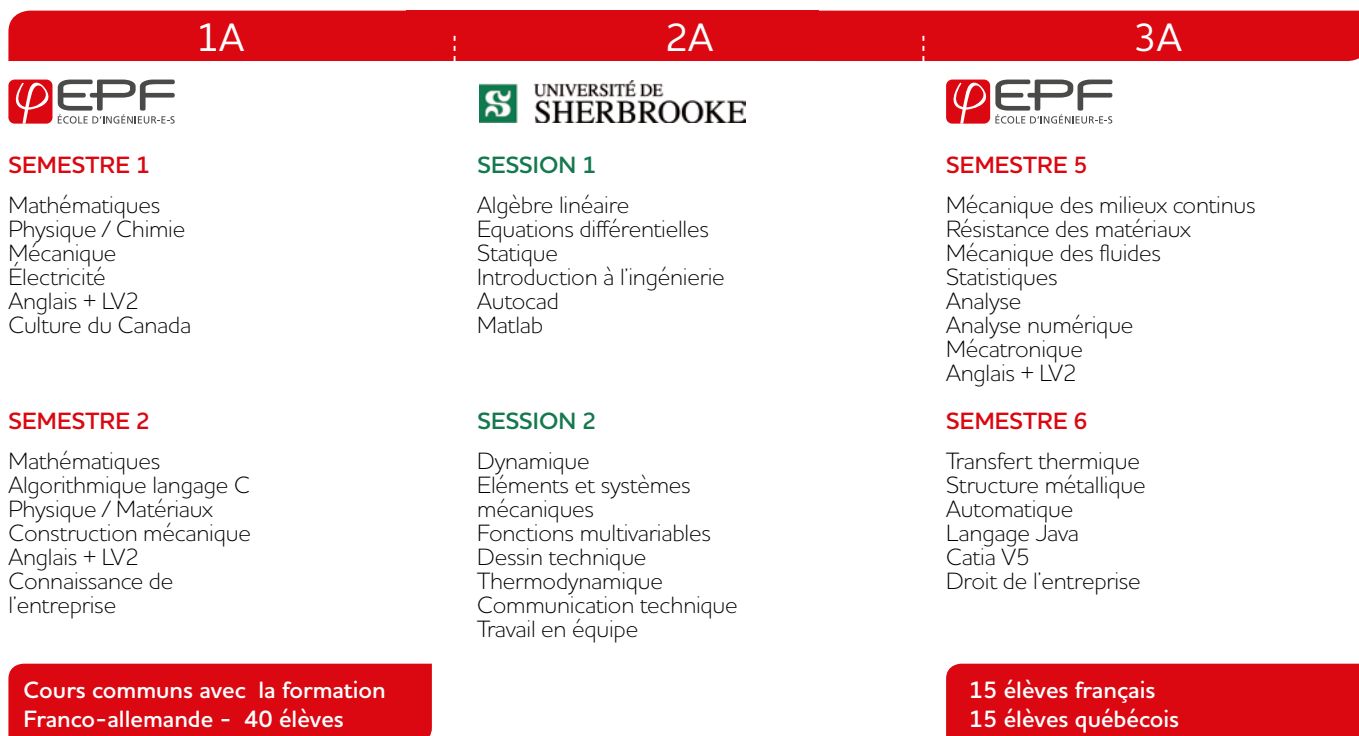 1A
2A
3A
EPF
ÉCOLE D'INGÉNIEUR-E-S
UNIVERSITÉ DE
SHERBROOKE
EPF
ÉCOLE D'INGÉNIEUR-E-S
SEMESTRE 1
Mathématiques
Physique / Chimie
Mécanique
Électricité
Anglais + LV2
Culture du Canada
SEMESTRE 2
Mathématiques
Algorithmique langage C
Physique / Matériaux
Construction mécanique
Anglais + LV2
Connaissance de
l'entreprise
Cours communs avec la formation
Franco-allemande - 40 élèves
SESSION 1
Algèbre linéaire
Equations différentielles
Statique
Introduction à l'ingénierie
Autocad
Matlab
SESSION 2
Dynamique
Eléments et systèmes
mécaniques
Fonctions multivariables
Dessin technique
Thermodynamique
Communication technique
Travail en équipe
SEMESTRE 5
Mécanique des milieux continus
Résistance des matériaux
Mécanique des fluides
Statistiques
Analyse
Analyse numérique
Mécatronique
Anglais + LV2
SEMESTRE 6
Transfert thermique
Structure métallique
Automatique
Langage Java
Catia V5
Droit de l'entreprise
15 élèves français
15 élèves québécois